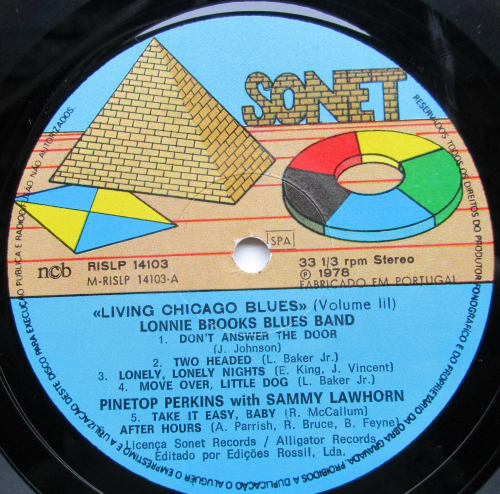 SONET
RESERVADOS TODOS OS DIREITOS DO PRODUTOR FONOGRÁFICO E DO PROPRIETÁRIO DA OBRA GRAVADA. PROIBIDOS A DUPLICAÇÃO O ALUGUER O EMPRÉSTIMO E A UTILIZAÇÃO DESTE DISCO PARA EXECUÇÃO PÚBLICA E RADIODIFUSÃO NÃO AUTORIZADOS.
ncb
RISLP 14103
M-RISLP 14103-A
SPA
33 1/3 rpm Stereo
Ⓟ 1978
FABRICADO EM PORTUGAL
«LIVING CHICAGO BLUES» (Volume IiI)
LONNIE BROOKS BLUES BAND
1. DON'T ANSWER THE DOOR
(J. Johnson)
2. TWO HEADED (L. Baker Jr.)
3. LONELY, LONELY NIGHTS (E. King, J. Vincent)
4. MOVE OVER, LITTLE DOG (L. Baker Jr.)
PINETOP PERKINS with SAMMY LAWHORN
5. TAKE IT EASY, BABY (R. McCallum)
AFTER HOURS (A. Parrish, R. Bruce, B. Feyne)
Licença Sonet Records / Alligator Records
Editado por Edições Rossil, Lda.